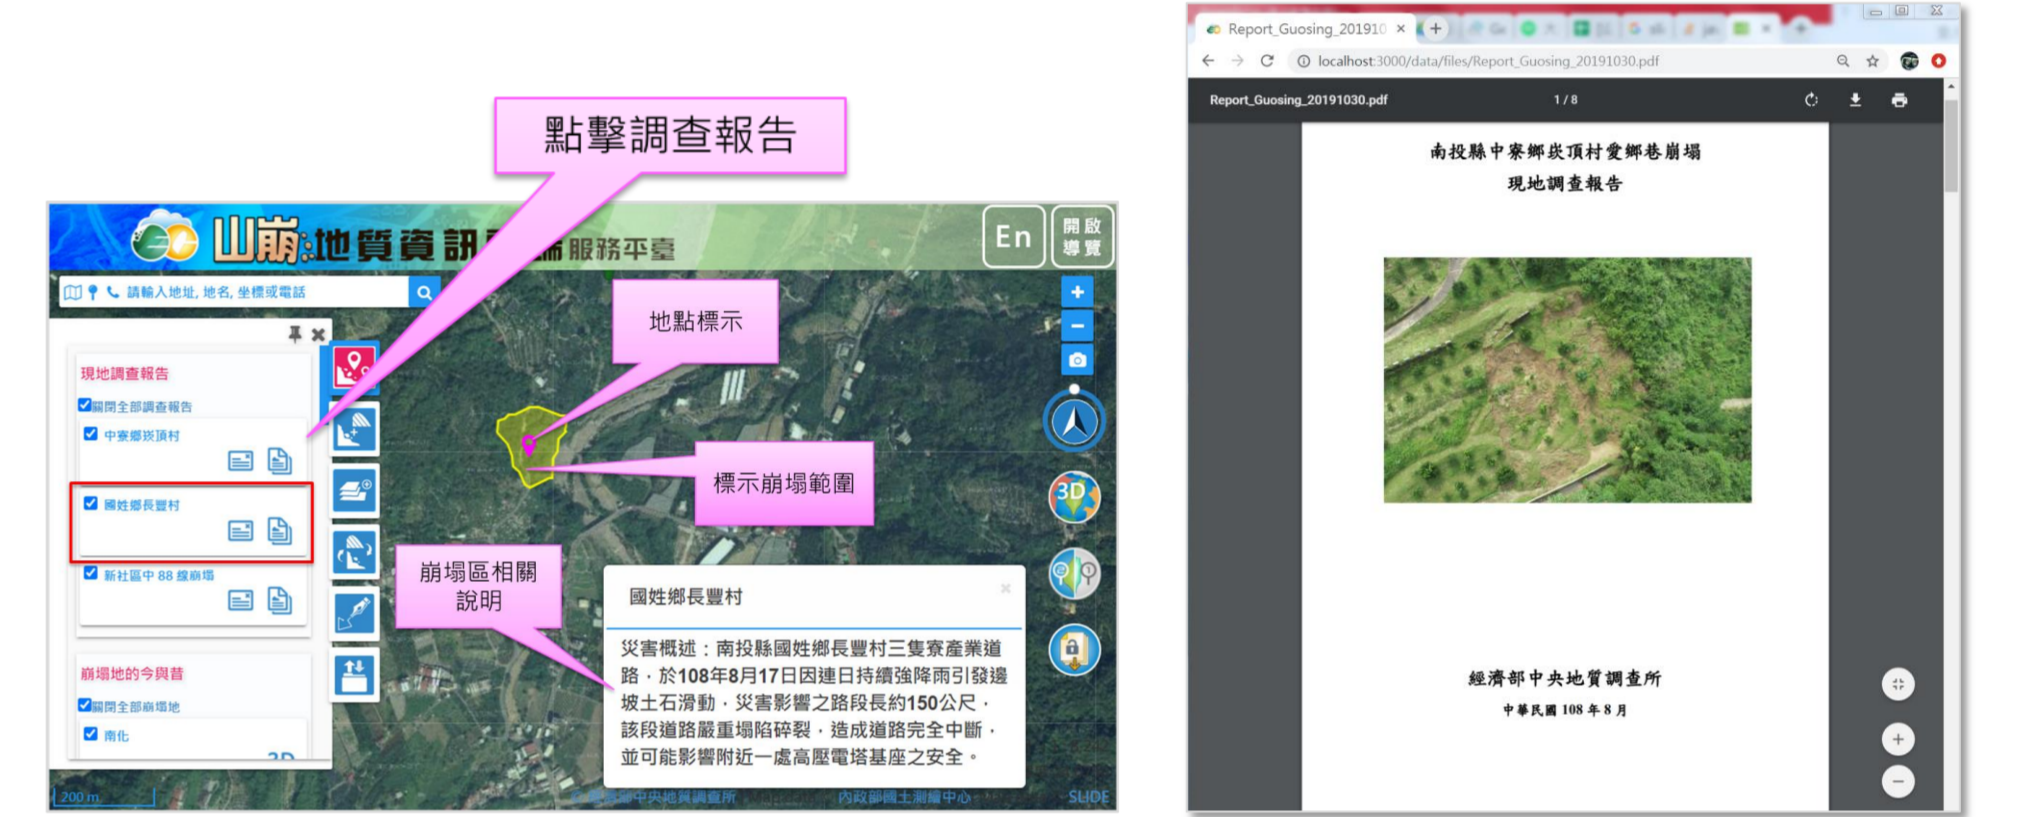 點擊調查報告
山崩地質資訊
服務平臺
En
開啟
導覽
請輸入地址, 地名, 坐標或電話
地點標示
現地調查報告
關閉全部調查報告
中寮鄉崁頂村
國姓鄉長豐村
新社區中 88 線崩塌
標示崩塌範圍
3D
崩塌區相關
說明
崩塌地的今與昔
關閉全部崩塌地
南化
3D
國姓鄉長豐村
災害概述：南投縣國姓鄉長豐村三隻寮產業道
路，於108年8月17日因連日持續強降雨引發邊
坡土石滑動，災害影響之路段長約150公尺，
該段道路嚴重塌陷碎裂，造成道路完全中斷，
並可能影響附近一處高壓電塔基座之安全。
200 m
中央地質調查所
內政部國土測繪中心
SLIDE
Report_Guosing_201910
localhost:3000/data/files/Report_Guosing_20191030.pdf
Report_Guosing_20191030.pdf
1 / 8
南投縣中寮鄉崁頂村愛鄉巷崩塌
現地調查報告
經濟部中央地質調查所
中華民國 108 年 8 月